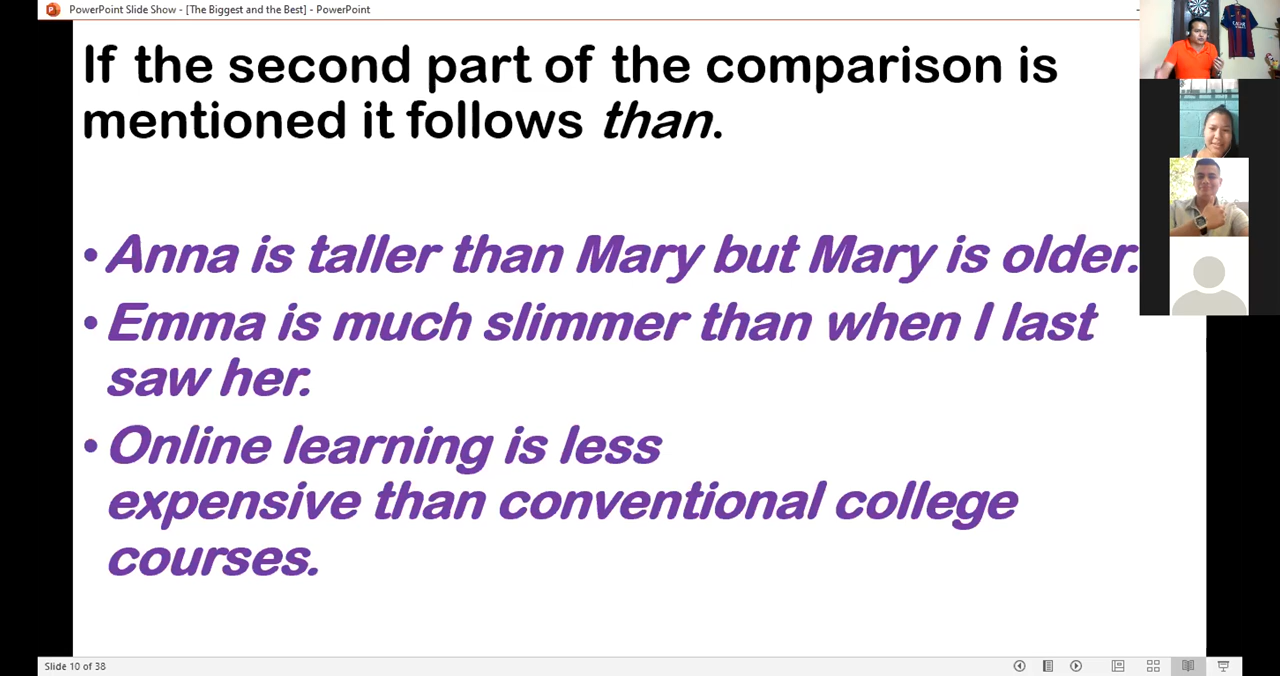 PowerPoint Slide Show - [The Biggest and the Best] - PowerPoint
If the second part of the comparison is
mentioned it follows than.
• Anna is taller than Mary but Mary is older.
• Emma is much slimmer than when I last
saw her.
• Online learning is less
expensive than conventional college
courses.
Slide 10 of 38